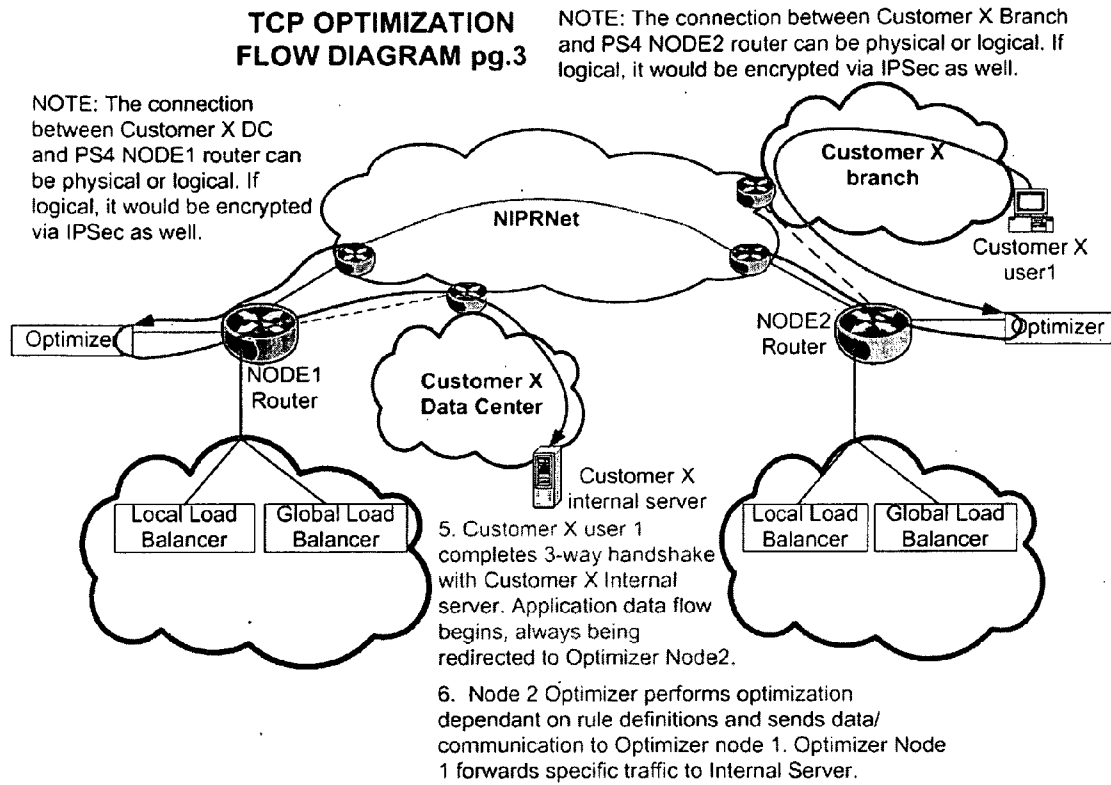 TCP OPTIMIZATION
FLOW DIAGRAM pg.3
NOTE: The connection between Customer X Branch
and PS4 NODE2 router can be physical or logical. If
logical, it would be encrypted via IPSec as well.
NOTE: The connection
between Customer X DC
and PS4 NODE1 router can
be physical or logical. If
logical, it would be encrypted
via IPSec as well.
Customer X
branch
NIPRNet
Customer X
user1
Optimizer
NODE1
Router
NODE2
Router
Optimizer
Customer X
Data Center
Customer X
internal server
Local Load
Balancer
Global Load
Balancer
Local Load
Balancer
Global Load
Balancer
5. Customer X user 1
completes 3-way handshake
with Customer X Internal
server. Application data flow
begins, always being
redirected to Optimizer Node2.
6. Node 2 Optimizer performs optimization
dependant on rule definitions and sends data/
communication to Optimizer node 1. Optimizer Node
1 forwards specific traffic to Internal Server.